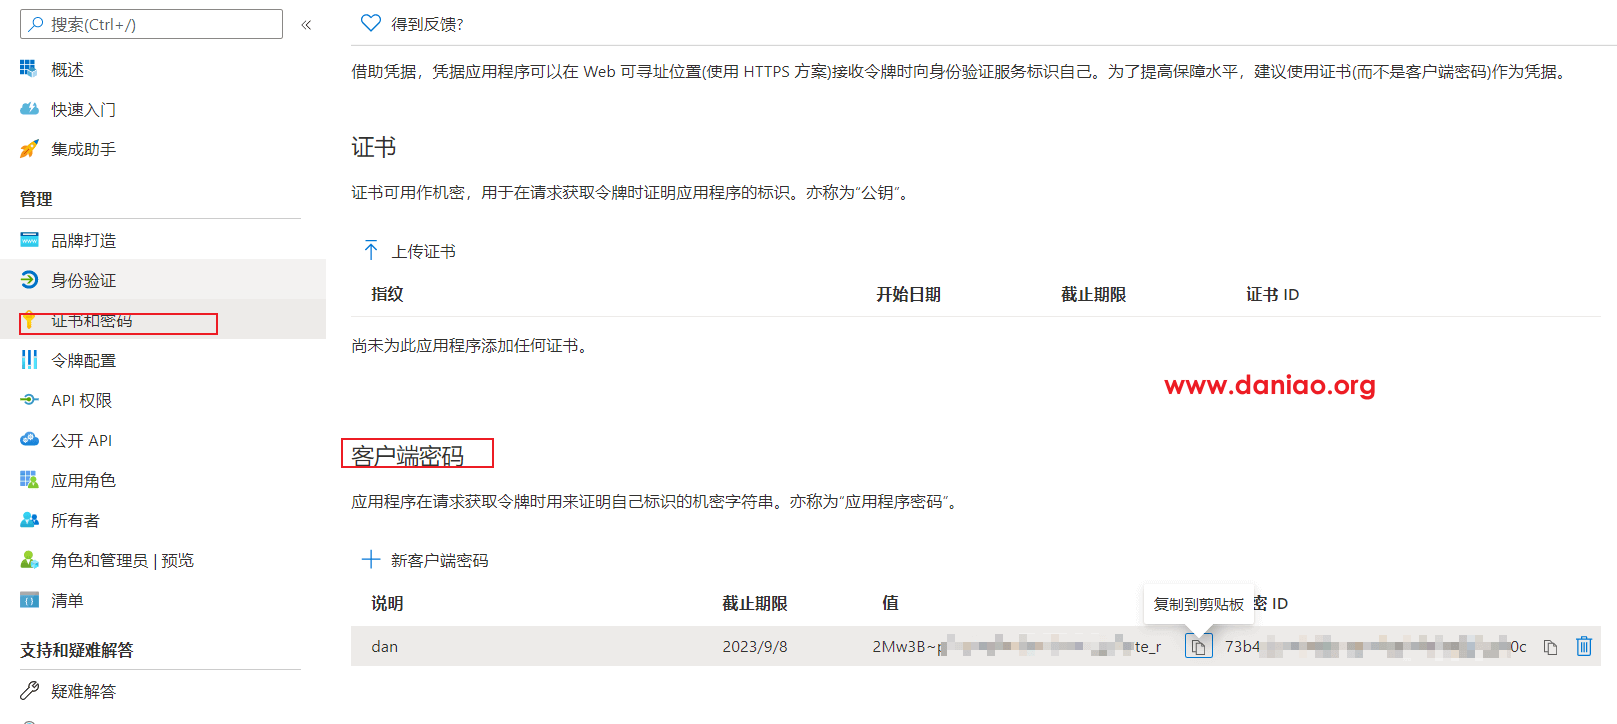 搜索(Ctrl+/)
«
概述
快速入门
集成助手
管理
品牌打造
身份验证
证书和密码
令牌配置
API 权限
公开 API
应用角色
所有者
角色和管理员 | 预览
清单
支持和疑难解答
疑难解答
得到反馈?
借助凭据，凭据应用程序可以在 Web 可寻址位置(使用 HTTPS 方案)接收令牌时向身份验证服务标识自己。为了提高保障水平，建议使用证书(而不是客户端密码)作为凭据。
证书
证书可用作机密，用于在请求获取令牌时证明应用程序的标识。亦称为“公钥”。
上传证书
指纹 开始日期 截止期限 证书 ID
尚未为此应用程序添加任何证书。
www.daniao.org
客户端密码
应用程序在请求获取令牌时用来证明自己标识的机密字符串。亦称为“应用程序密码”。
新客户端密码
复制到剪贴板
说明 截止期限 值 密 ID
dan 2023/9/8 2Mw3B~ te_r 73b4 0c